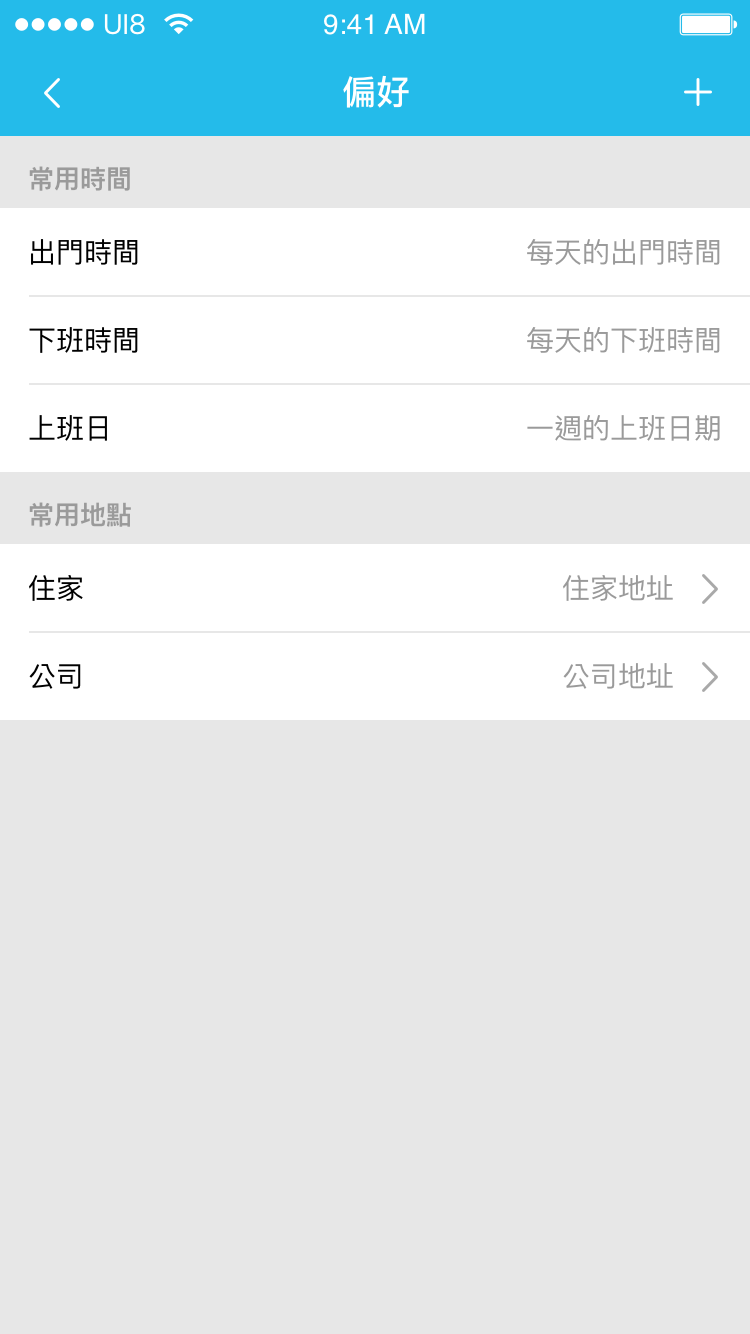 UI8 9:41 AM
偏好
常用時間
出門時間 每天的出門時間
下班時間 每天的下班時間
上班日 一週的上班日期
常用地點
住家 住家地址
公司 公司地址